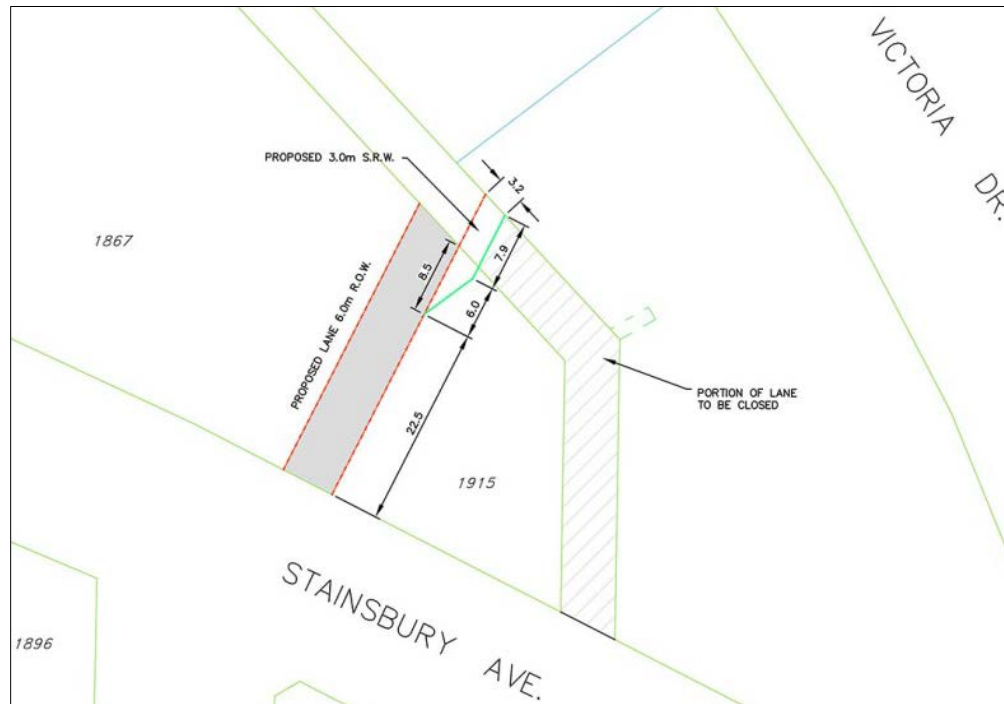 VICTORIA
DR.
PROPOSED 3.0m S.R.W.
3.2
1867
7.9
8.5
6.0
PROPOSED LANE 6.0m R.O.W.
PORTION OF LANE
TO BE CLOSED
22.5
1915
STAINSBURY AVE.
1896